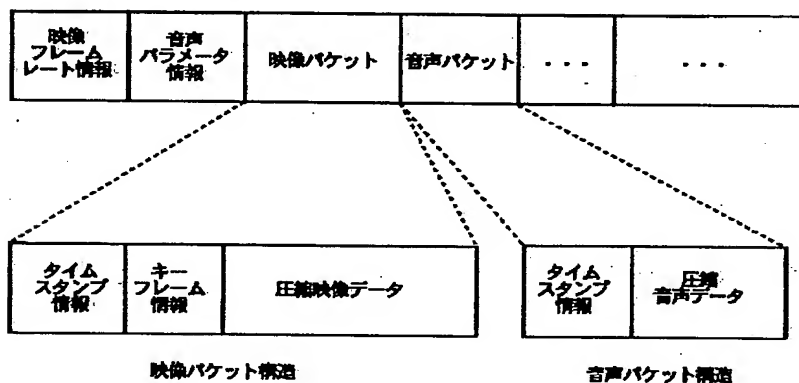 映像
フレーム
レート情報
音声
パラメータ
情報
映像パケット
音声パケット
・・・
・・・
タイム
スタンプ
情報
キー
フレーム
情報
圧縮映像データ
タイム
スタンプ
情報
圧縮
音声データ
映像パケット構造
音声パケット構造